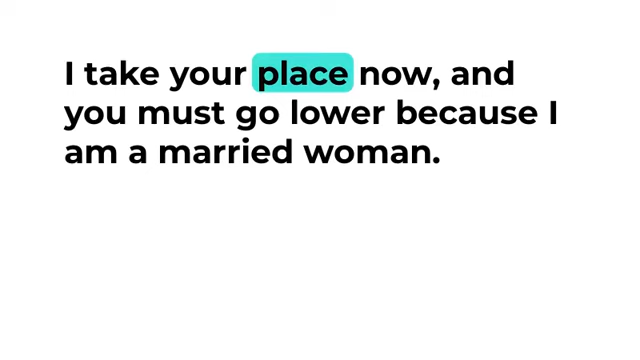 I take your place now, and
you must go lower because I
am a married woman.